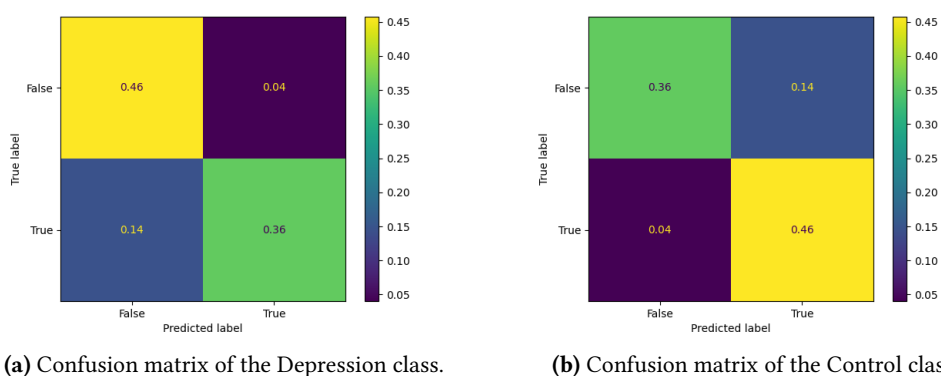 0.45
0.40
False
0.46
0.04
0.35
0.30
True label
0.25
0.20
True
0.14
0.36
0.15
0.10
0.05
False
True
Predicted label
(a) Confusion matrix of the Depression class.
0.45
0.40
False
0.36
0.14
0.35
0.30
True label
0.25
0.20
True
0.04
0.46
0.15
0.10
0.05
False
True
Predicted label
(b) Confusion matrix of the Control clas